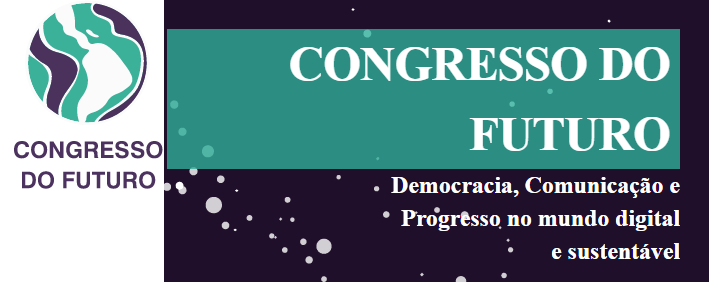 CONGRESSO
DO FUTURO
CONGRESSO DO
FUTURO
Democracia, Comunicação e
Progresso no mundo digital
e sustentável